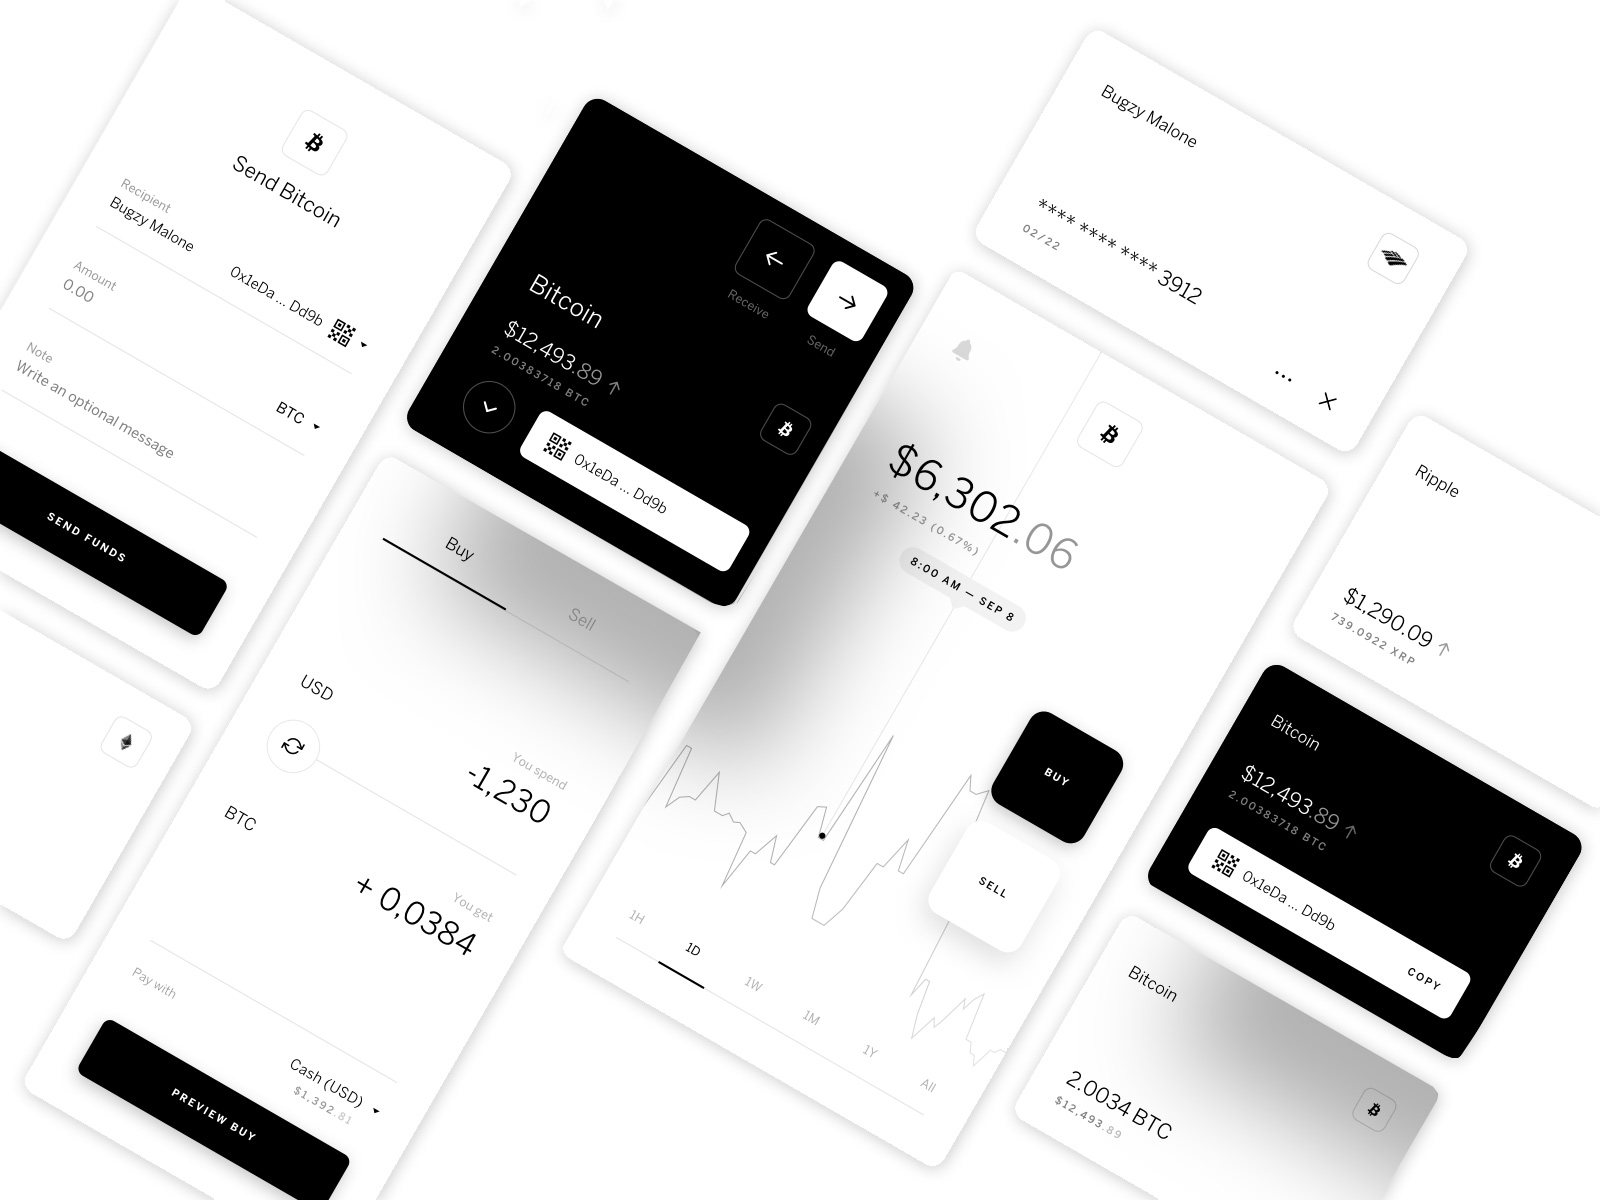 Send Bitcoin
Recipient
Bugzy Malone
0x1eDa ... Dd9b
Amount
0.00
BTC
Note
Write an optional message
SEND FUNDS
Receive
Send
Bitcoin
$12,493.89
2.00383718 BTC
0x1eDa ... Dd9b
Buy
Sell
USD
You spend
-1,230
BTC
You get
+ 0,0384
Pay with
Cash (USD)
$1,392.81
PREVIEW BUY
$6,302.06
+$ 42.23 (0.67%)
8:00 AM — SEP 8
BUY
SELL
1H
1D
1W
1M
1Y
All
Bugzy Malone
**** **** **** 3912
02/22
...
Ripple
$1,290.09
739.0922 XRP
Bitcoin
$12,493.89
2.00383718 BTC
0x1eDa ... Dd9b
COPY
Bitcoin
2.0034 BTC
$12,493.89